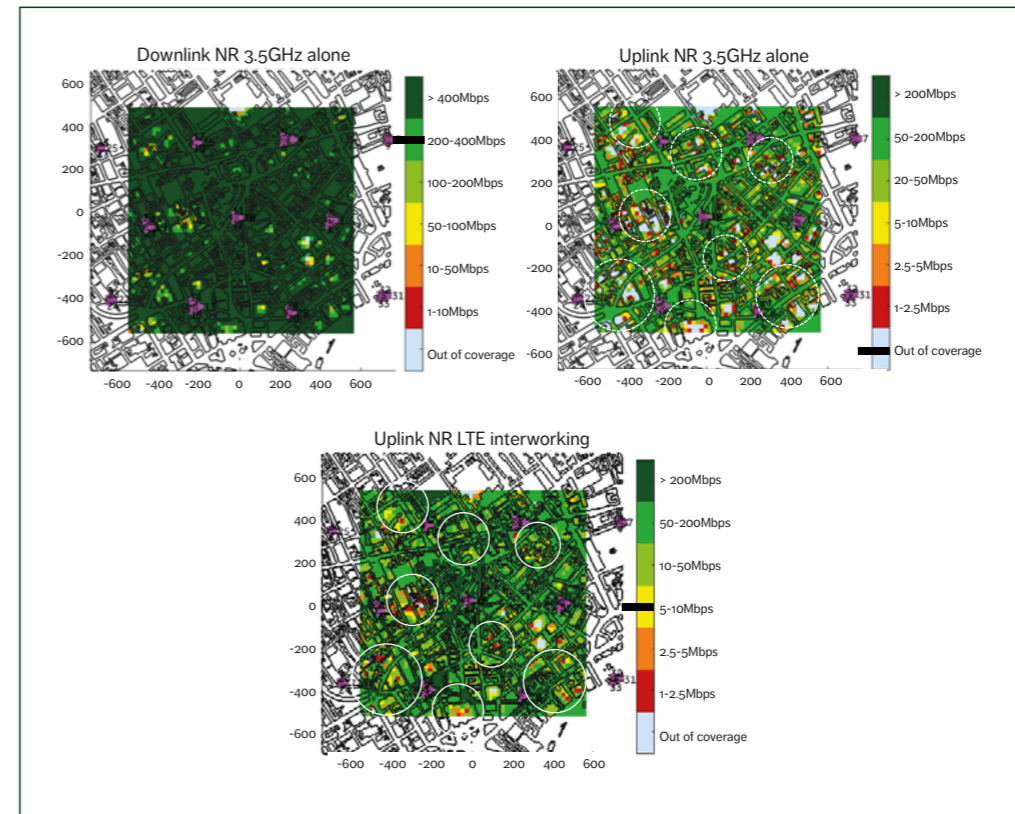 Downlink NR 3.5GHz alone
600
400
200
0
-200
-400
-600
-600
-400
-200
0
200
400
600
> 400Mbps
200-400Mbps
100-200Mbps
50-100Mbps
10-50Mbps
1-10Mbps
Out of coverage
Uplink NR 3.5GHz alone
600
400
200
0
-200
-400
-600
-600
-400
-200
0
200
400
600
> 200Mbps
50-200Mbps
20-50Mbps
5-10Mbps
2.5-5Mbps
1-2.5Mbps
Out of coverage
Uplink NR LTE interworking
600
400
200
0
-200
-400
-600
-600
-400
-200
0
200
400
600
> 200Mbps
50-200Mbps
10-50Mbps
5-10Mbps
2.5-5Mbps
1-2.5Mbps
Out of coverage